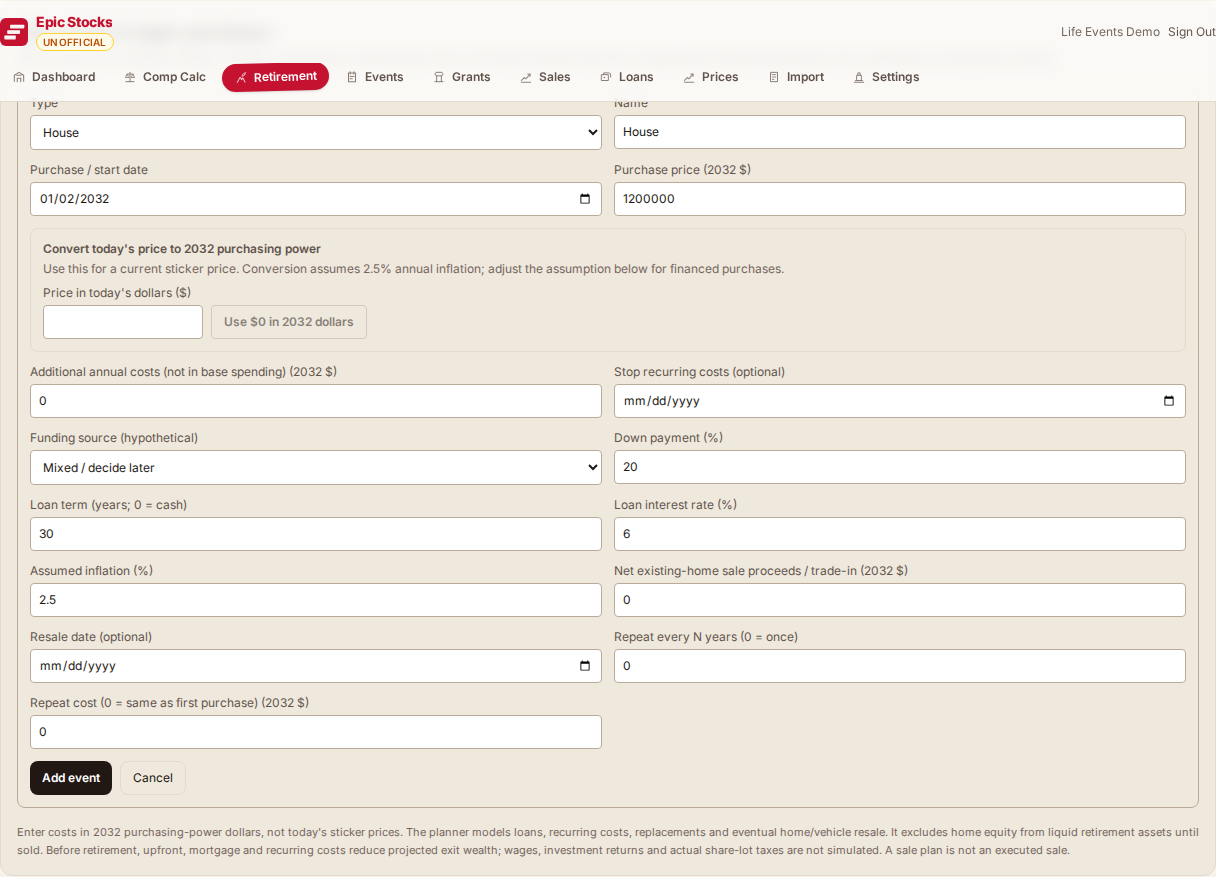 Epic Stocks
UNOFFICIAL
Life Events Demo Sign Out
Dashboard Comp Calc Retirement Events Grants Sales Loans Prices Import Settings
Type Name
House House
Purchase / start date Purchase price (2032 $)
01/02/2032 1200000
Convert today's price to 2032 purchasing power
Use this for a current sticker price. Conversion assumes 2.5% annual inflation; adjust the assumption below for financed purchases.
Price in today's dollars ($)
Use $0 in 2032 dollars
Additional annual costs (not in base spending) (2032 $) Stop recurring costs (optional)
0 mm/dd/yyyy
Funding source (hypothetical) Down payment (%)
Mixed / decide later 20
Loan term (years; 0 = cash) Loan interest rate (%)
30 6
Assumed inflation (%) Net existing-home sale proceeds / trade-in (2032 $)
2.5 0
Resale date (optional) Repeat every N years (0 = once)
mm/dd/yyyy 0
Repeat cost (0 = same as first purchase) (2032 $)
0
Add event Cancel
Enter costs in 2032 purchasing-power dollars, not today's sticker prices. The planner models loans, recurring costs, replacements and eventual home/vehicle resale. It excludes home equity from liquid retirement assets until
sold. Before retirement, upfront, mortgage and recurring costs reduce projected exit wealth; wages, investment returns and actual share-lot taxes are not simulated. A sale plan is not an executed sale.